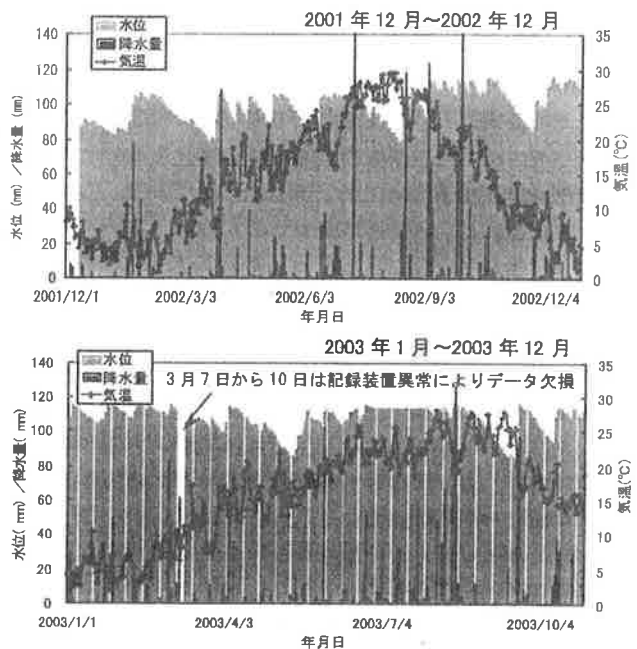 2001 年 12 月～2002 年 12 月
水位
降水量
気温
140
120
100
80
60
40
20
0
水位 (mm) ／降水量 (mm)
35
30
25
20
15
10
5
0
気温 (℃)
2001/12/1 2002/3/3 2002/6/3 2002/9/3 2002/12/4
年月日
2003 年 1 月～2003 年 12 月
水位
降水量
気温
3 月 7 日から 10 日は記録装置異常によりデータ欠損
140
120
100
80
60
40
20
0
水位( mm) ／降水量( mm)
35
30
25
20
15
10
5
0
気温(℃)
2003/1/1 2003/4/3 2003/7/4 2003/10/4
年月日